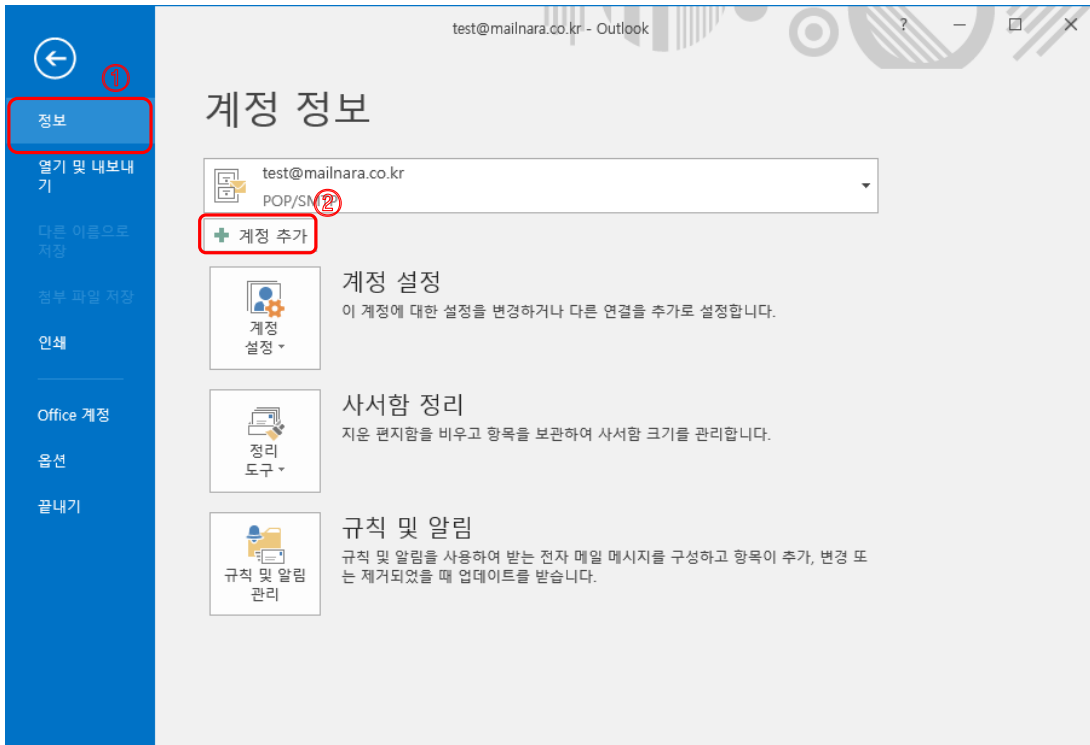 test@mailnara.co.kr - Outlook
?
①
정보
열기 및 내보내
기
다른 이름으로
저장
첨부 파일 저장
인쇄
Office 계정
옵션
끝내기
계정 정보
test@mailnara.co.kr
POP/SMTP
②
계정 추가
계정
설정
계정 설정
이 계정에 대한 설정을 변경하거나 다른 연결을 추가로 설정합니다.
정리
도구
사서함 정리
지운 편지함을 비우고 항목을 보관하여 사서함 크기를 관리합니다.
규칙 및 알림
관리
규칙 및 알림
규칙 및 알림을 사용하여 받는 전자 메일 메시지를 구성하고 항목이 추가, 변경 또
는 제거되었을 때 업데이트를 받습니다.